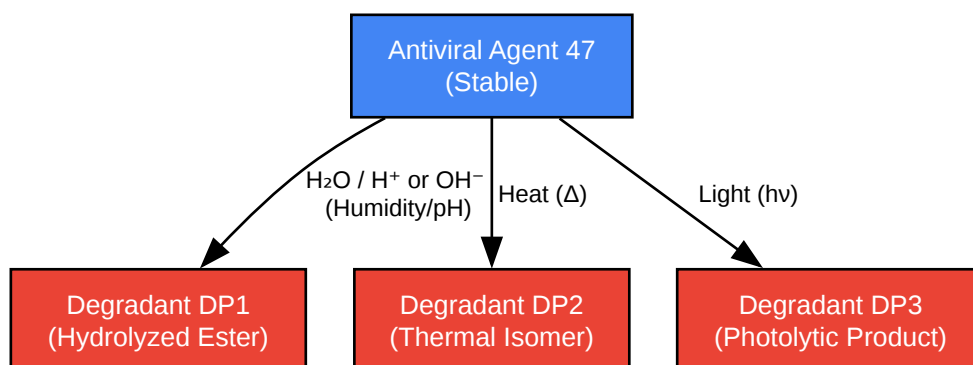 Antiviral Agent 47
(Stable)
H₂O / H⁺ or OH⁻
(Humidity/pH)
Heat (Δ)
Light (hν)
Degradant DP1
(Hydrolyzed Ester)
Degradant DP2
(Thermal Isomer)
Degradant DP3
(Photolytic Product)